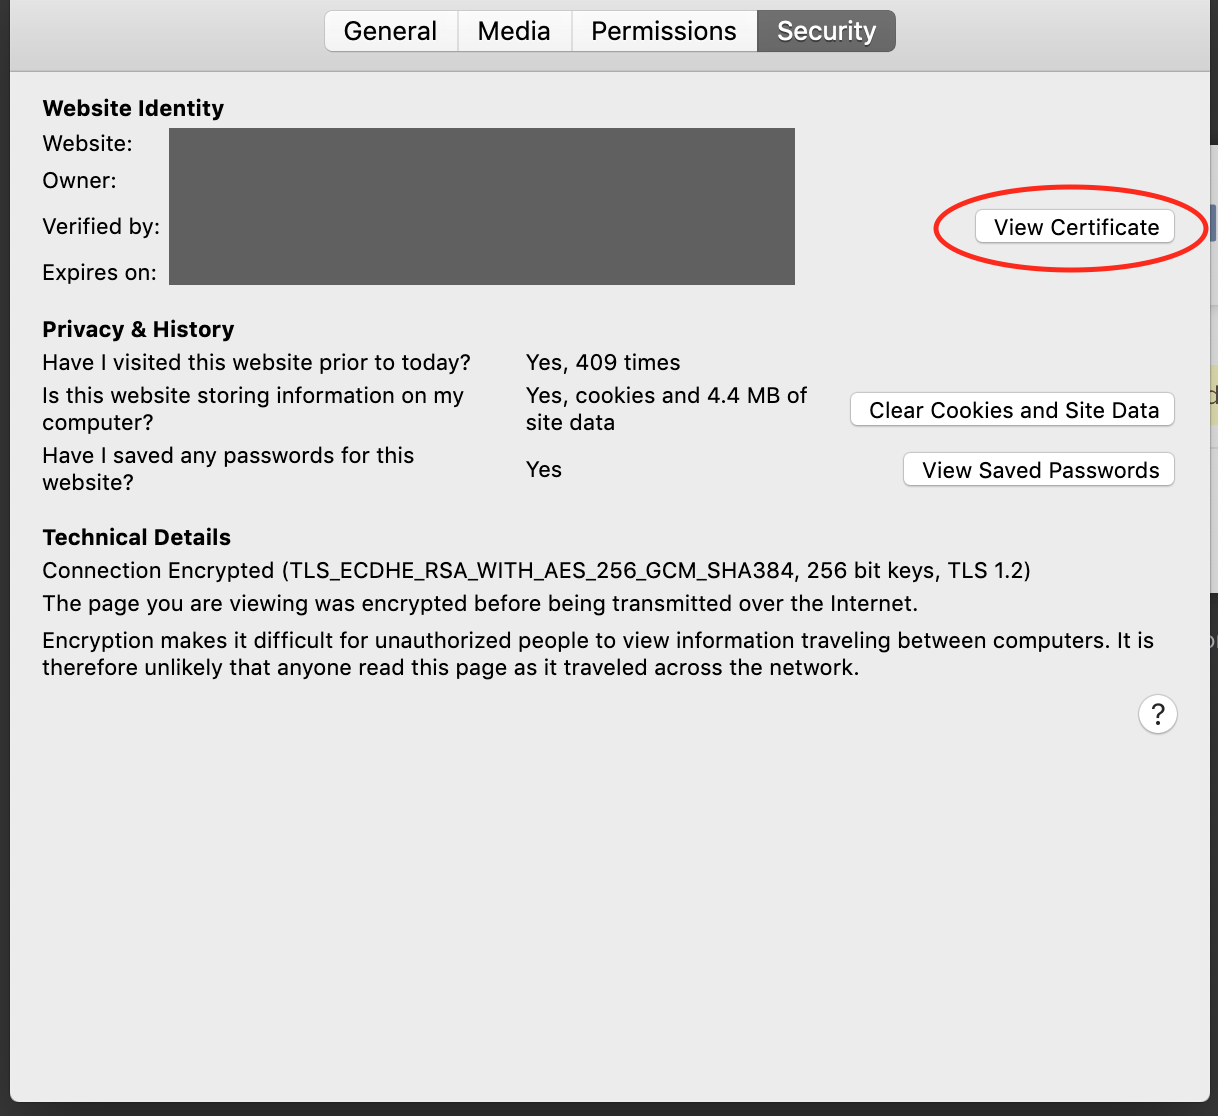 General Media Permissions Security
Website Identity
Website:
Owner:
Verified by:
View Certificate
Expires on:
Privacy & History
Have I visited this website prior to today? Yes, 409 times
Is this website storing information on my
computer?
Yes, cookies and 4.4 MB of
site data
Clear Cookies and Site Data
Have I saved any passwords for this
website?
Yes
View Saved Passwords
Technical Details
Connection Encrypted (TLS_ECDHE_RSA_WITH_AES_256_GCM_SHA384, 256 bit keys, TLS 1.2)
The page you are viewing was encrypted before being transmitted over the Internet.
Encryption makes it difficult for unauthorized people to view information traveling between computers. It is
therefore unlikely that anyone read this page as it traveled across the network.
?